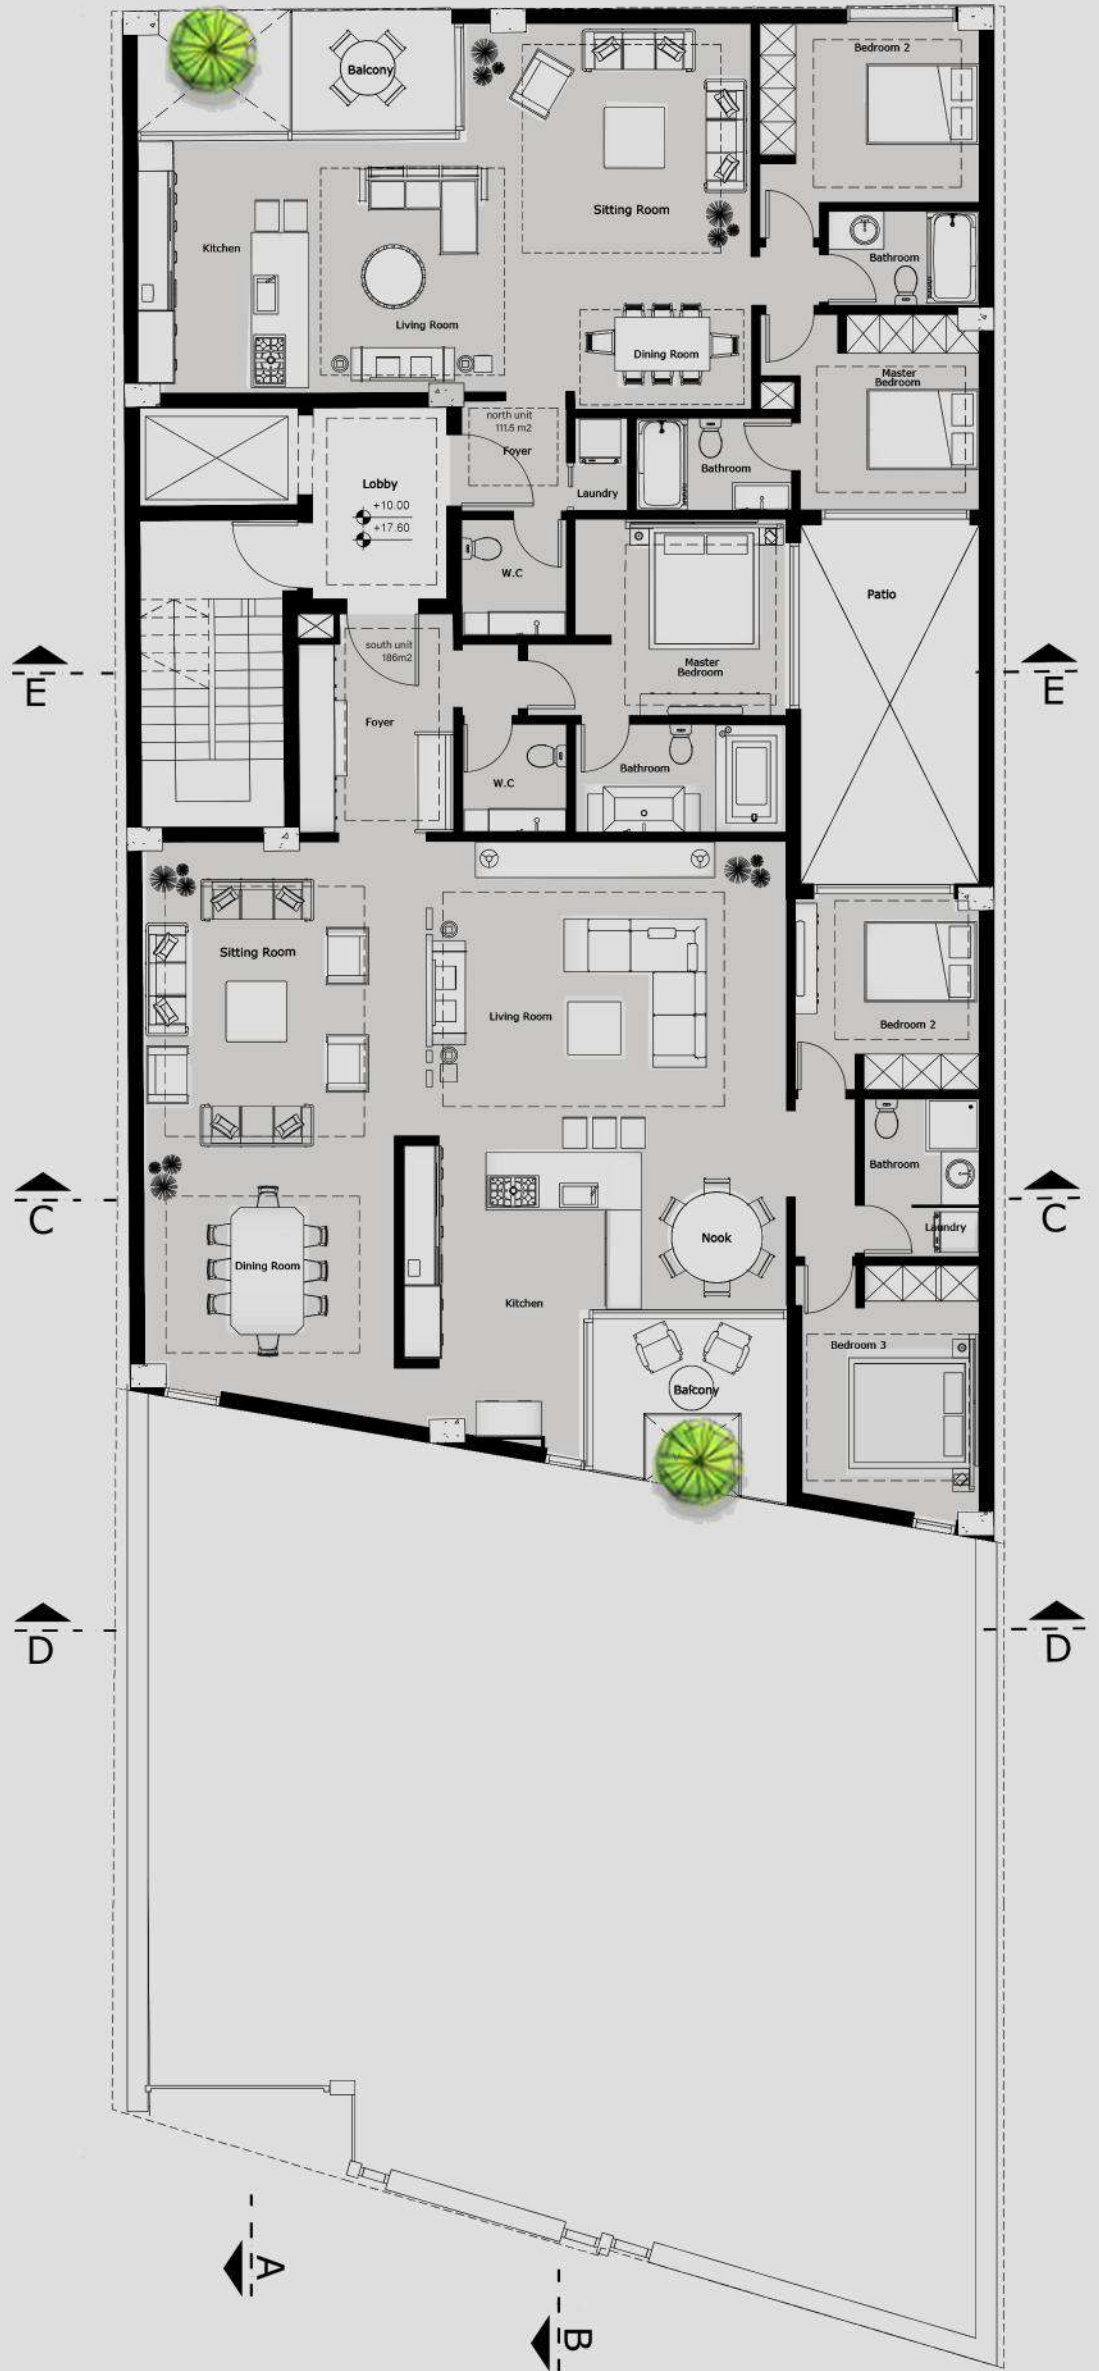 Balcony
Bedroom 2
Sitting Room
Kitchen
Bathroom
Living Room
Dining Room
Master
Bedroom
north unit
111.5 m2
Foyer
Lobby
+10.00
+17.60
Bathroom
Laundry
W.C
Patio
south unit
186m2
Master
Bedroom
E
E
Foyer
W.C
Bathroom
Sitting Room
Living Room
Bedroom 2
Bathroom
C
C
Laundry
Nook
Dining Room
Kitchen
Bedroom 3
Balcony
D
D
A
B